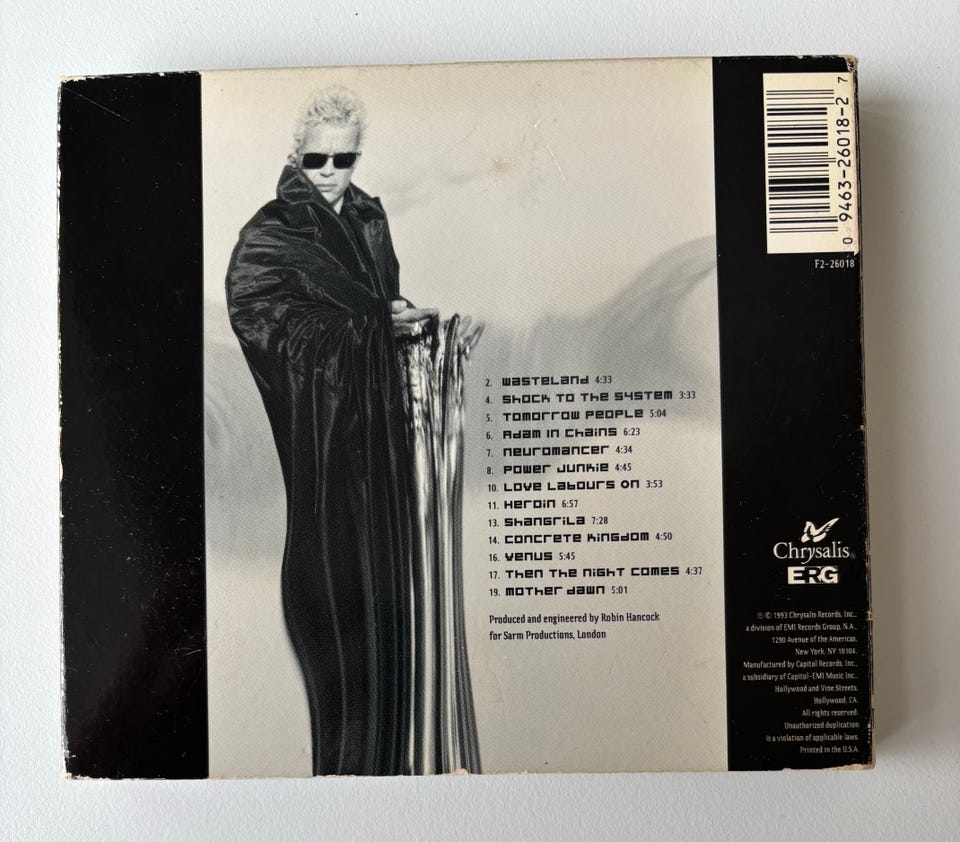 0 9463-26018-2 7
F2-26018
2. Wasteland 4:33
4. Shock to the System 3:33
5. Tomorrow People 5:04
6. Adam in Chains 6:23
7. Neuromancer 4:34
8. Power Junkie 4:45
10. Love Labours On 3:53
11. Heroin 6:57
13. Shangrila 7:28
14. Concrete Kingdom 4:50
16. Venus 5:45
17. Then the Night Comes 4:37
19. Mother Dawn 5:01
Produced and engineered by Robin Hancock
for Sarm Productions, London
Chrysalis®
ERG
℗ © 1993 Chrysalis Records, Inc.,
a division of EMI Records Group, N.A.,
1290 Avenue of the Americas,
New York, NY 10104.
Manufactured by Capitol Records, Inc.,
a subsidiary of Capitol-EMI Music Inc.,
Hollywood and Vine Streets,
Hollywood, CA.
All rights reserved.
Unauthorized duplication
is a violation of applicable laws.
Printed in the U.S.A.